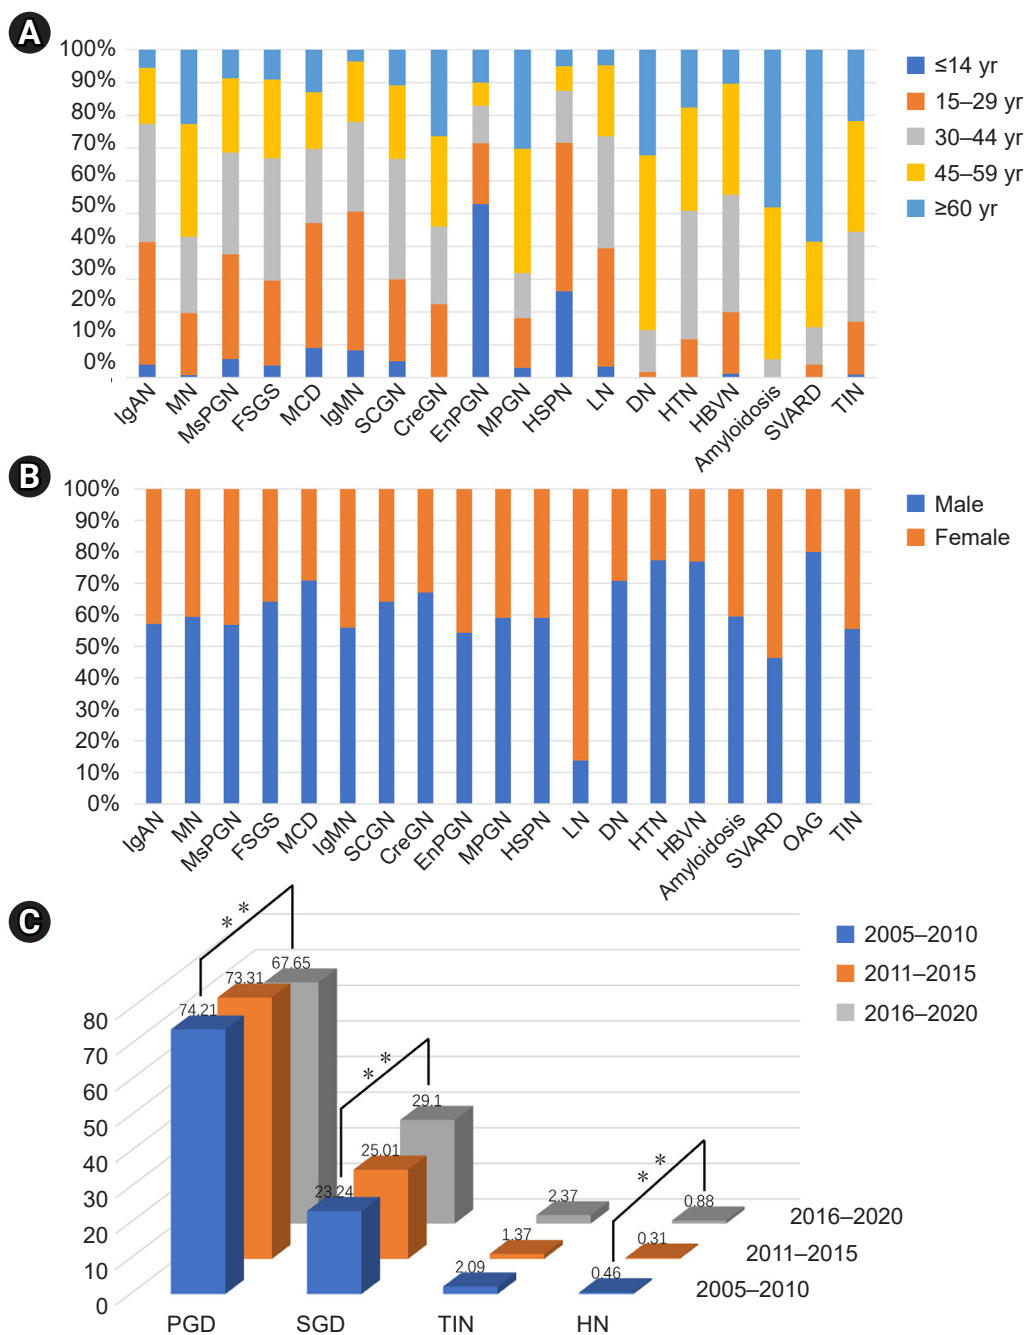 A
100%
90%
80%
70%
60%
50%
40%
30%
20%
10%
0%
IgAN
MN
MsPGN
FSGS
MCD
IgMN
SCGN
CreGN
EnPGN
MPGN
HSPN
LN
DN
HTN
HBVN
Amyloidosis
SVARD
TIN
≤14 yr
15–29 yr
30–44 yr
45–59 yr
≥60 yr
B
100%
90%
80%
70%
60%
50%
40%
30%
20%
10%
0%
IgAN
MN
MsPGN
FSGS
MCD
IgMN
SCGN
CreGN
EnPGN
MPGN
HSPN
LN
DN
HTN
HBVN
Amyloidosis
SVARD
OAG
TIN
Male
Female
C
80
70
60
50
40
30
20
10
0
74.21
73.31
67.65
* *
23.24
25.01
29.1
* *
2.09
1.37
2.37
0.46
0.31
0.88
* *
PGD
SGD
TIN
HN
2016–2020
2011–2015
2005–2010
2005–2010
2011–2015
2016–2020